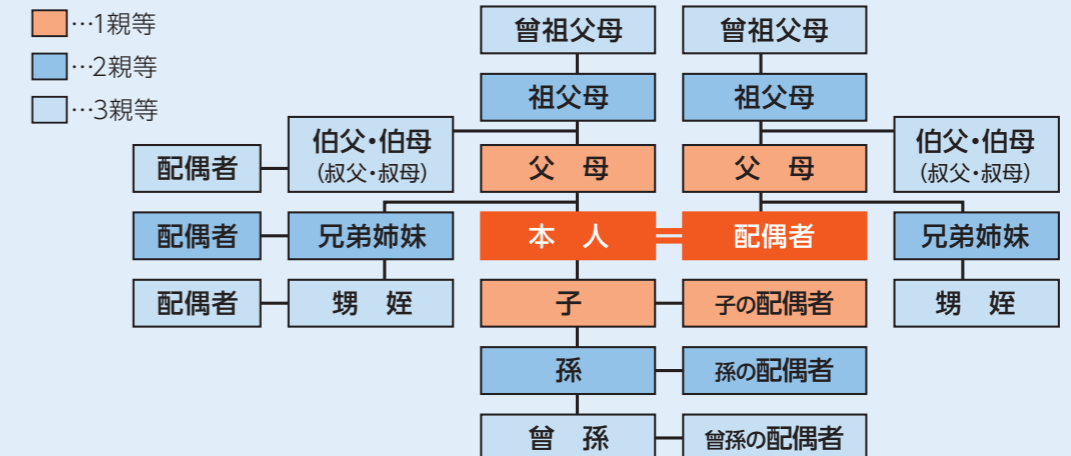 …1親等
…2親等
…3親等
曾祖父母 曾祖父母
祖父母 祖父母
配偶者 伯父・伯母 父 母 父 母 伯父・伯母
(叔父・叔母) (叔父・叔母)
配偶者 兄弟姉妹 本 人 配偶者 兄弟姉妹
配偶者 甥 姪 子 子の配偶者 甥 姪
孫 孫の配偶者
曾 孫 曾孫の配偶者